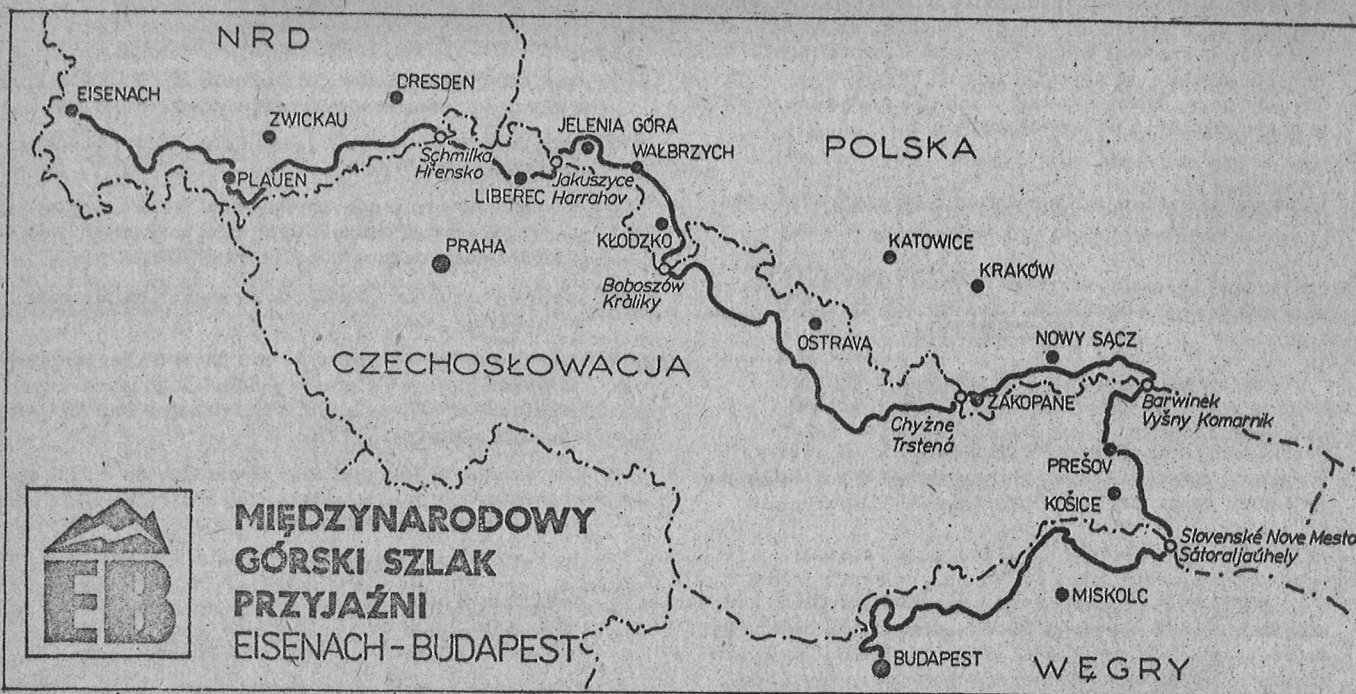 NRD
EISENACH
DRESDEN
ZWICKAU
PLAUEN
Schmilka
Hřensko
JELENIA GÓRA
WAŁBRZYCH
POLSKA
LIBEREC
Jakuszyce
Harrahov
PRAHA
KŁODZKO
Boboszów
Kràliky
KATOWICE
KRAKÓW
CZECHOSŁOWACJA
OSTRAVA
NOWY SĄCZ
ZAKOPANE
Chyżne
Trstená
Barwinek
Vyšny Komarnik
PREŠOV
KOŠICE
Slovenské Nove Mesto
Sátoraljaúhely
MISKOLC
BUDAPEST
WĘGRY
EB
MIĘDZYNARODOWY
GÓRSKI SZLAK
PRZYJAŹNI
EISENACH-BUDAPEST